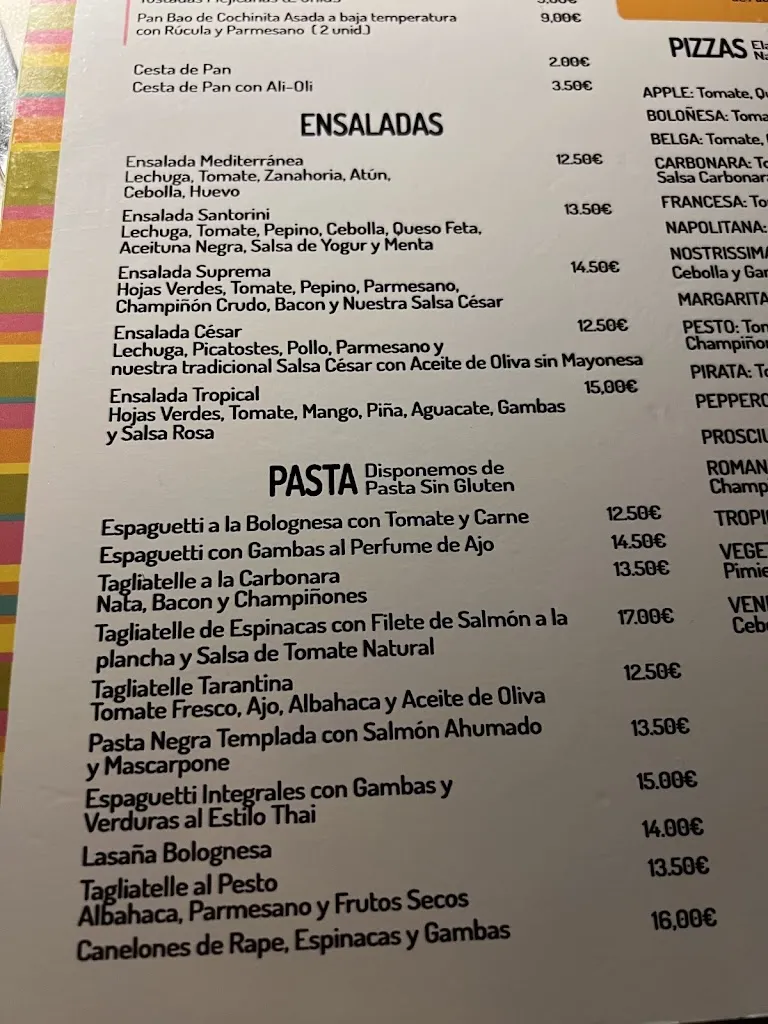 Pan Bao de Cochinita Asada a baja temperatura 9,00€
con Rúcula y Parmesano (2 unid.)
Cesta de Pan 2.00€
Cesta de Pan con Ali-Oli 3.50€
ENSALADAS
Ensalada Mediterránea 12.50€
Lechuga, Tomate, Zanahoria, Atún,
Cebolla, Huevo
Ensalada Santorini 13.50€
Lechuga, Tomate, Pepino, Cebolla, Queso Feta,
Aceituna Negra, Salsa de Yogur y Menta
Ensalada Suprema 14.50€
Hojas Verdes, Tomate, Pepino, Parmesano,
Champiñón Crudo, Bacon y Nuestra Salsa César
Ensalada César 12.50€
Lechuga, Picatostes, Pollo, Parmesano y
nuestra tradicional Salsa César con Aceite de Oliva sin Mayonesa
Ensalada Tropical 15,00€
Hojas Verdes, Tomate, Mango, Piña, Aguacate, Gambas
y Salsa Rosa
PASTA Disponemos de
Pasta Sin Gluten
Espaguetti a la Bolognesa con Tomate y Carne 12.50€
Espaguetti con Gambas al Perfume de Ajo 14.50€
Tagliatelle a la Carbonara 13.50€
Nata, Bacon y Champiñones
Tagliatelle de Espinacas con Filete de Salmón a la 17.00€
plancha y Salsa de Tomate Natural
Tagliatelle Tarantina 12.50€
Tomate Fresco, Ajo, Albahaca y Aceite de Oliva
Pasta Negra Templada con Salmón Ahumado 13.50€
y Mascarpone
Espaguetti Integrales con Gambas y 15.00€
Verduras al Estilo Thai
Lasaña Bolognesa 14.00€
Tagliatelle al Pesto 13.50€
Albahaca, Parmesano y Frutos Secos
Canelones de Rape, Espinacas y Gambas 16,00€
PIZZAS
APPLE: Tomate,
BOLOÑESA:
BELGA: Tomate,
CARBONARA:
Salsa
FRANCESA:
NAPOLITANA:
NOSTRISSIMA
Cebolla y
MARGARITA
PESTO:
PIRATA: